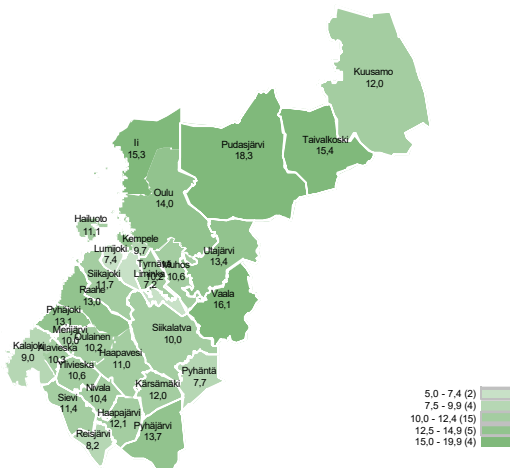 Kuusamo
12,0
Ii
15,3
Pudasjärvi
18,3
Taivalkoski
15,4
Oulu
14,0
Hailuoto
11,1
Kempele
9,7
Lumijoki
7,4
Tyrnävä
10,2
Muhos
10,6
Liminka
7,2
Utajärvi
13,4
Siikajoki
11,7
Raahe
13,0
Vaala
16,1
Pyhäjoki
13,1
Merijärvi
10,0
Oulainen
10,2
Siikalatva
10,0
Kalajoki
9,0
Alavieska
10,3
Haapavesi
11,0
Ylivieska
10,6
Pyhäntä
7,7
Nivala
10,4
Kärsämäki
12,0
Sievi
11,4
Haapajärvi
12,1
Reisjärvi
8,2
Pyhäjärvi
13,7
5,0 - 7,4 (2)
7,5 - 9,9 (4)
10,0 - 12,4 (15)
12,5 - 14,9 (5)
15,0 - 19,9 (4)